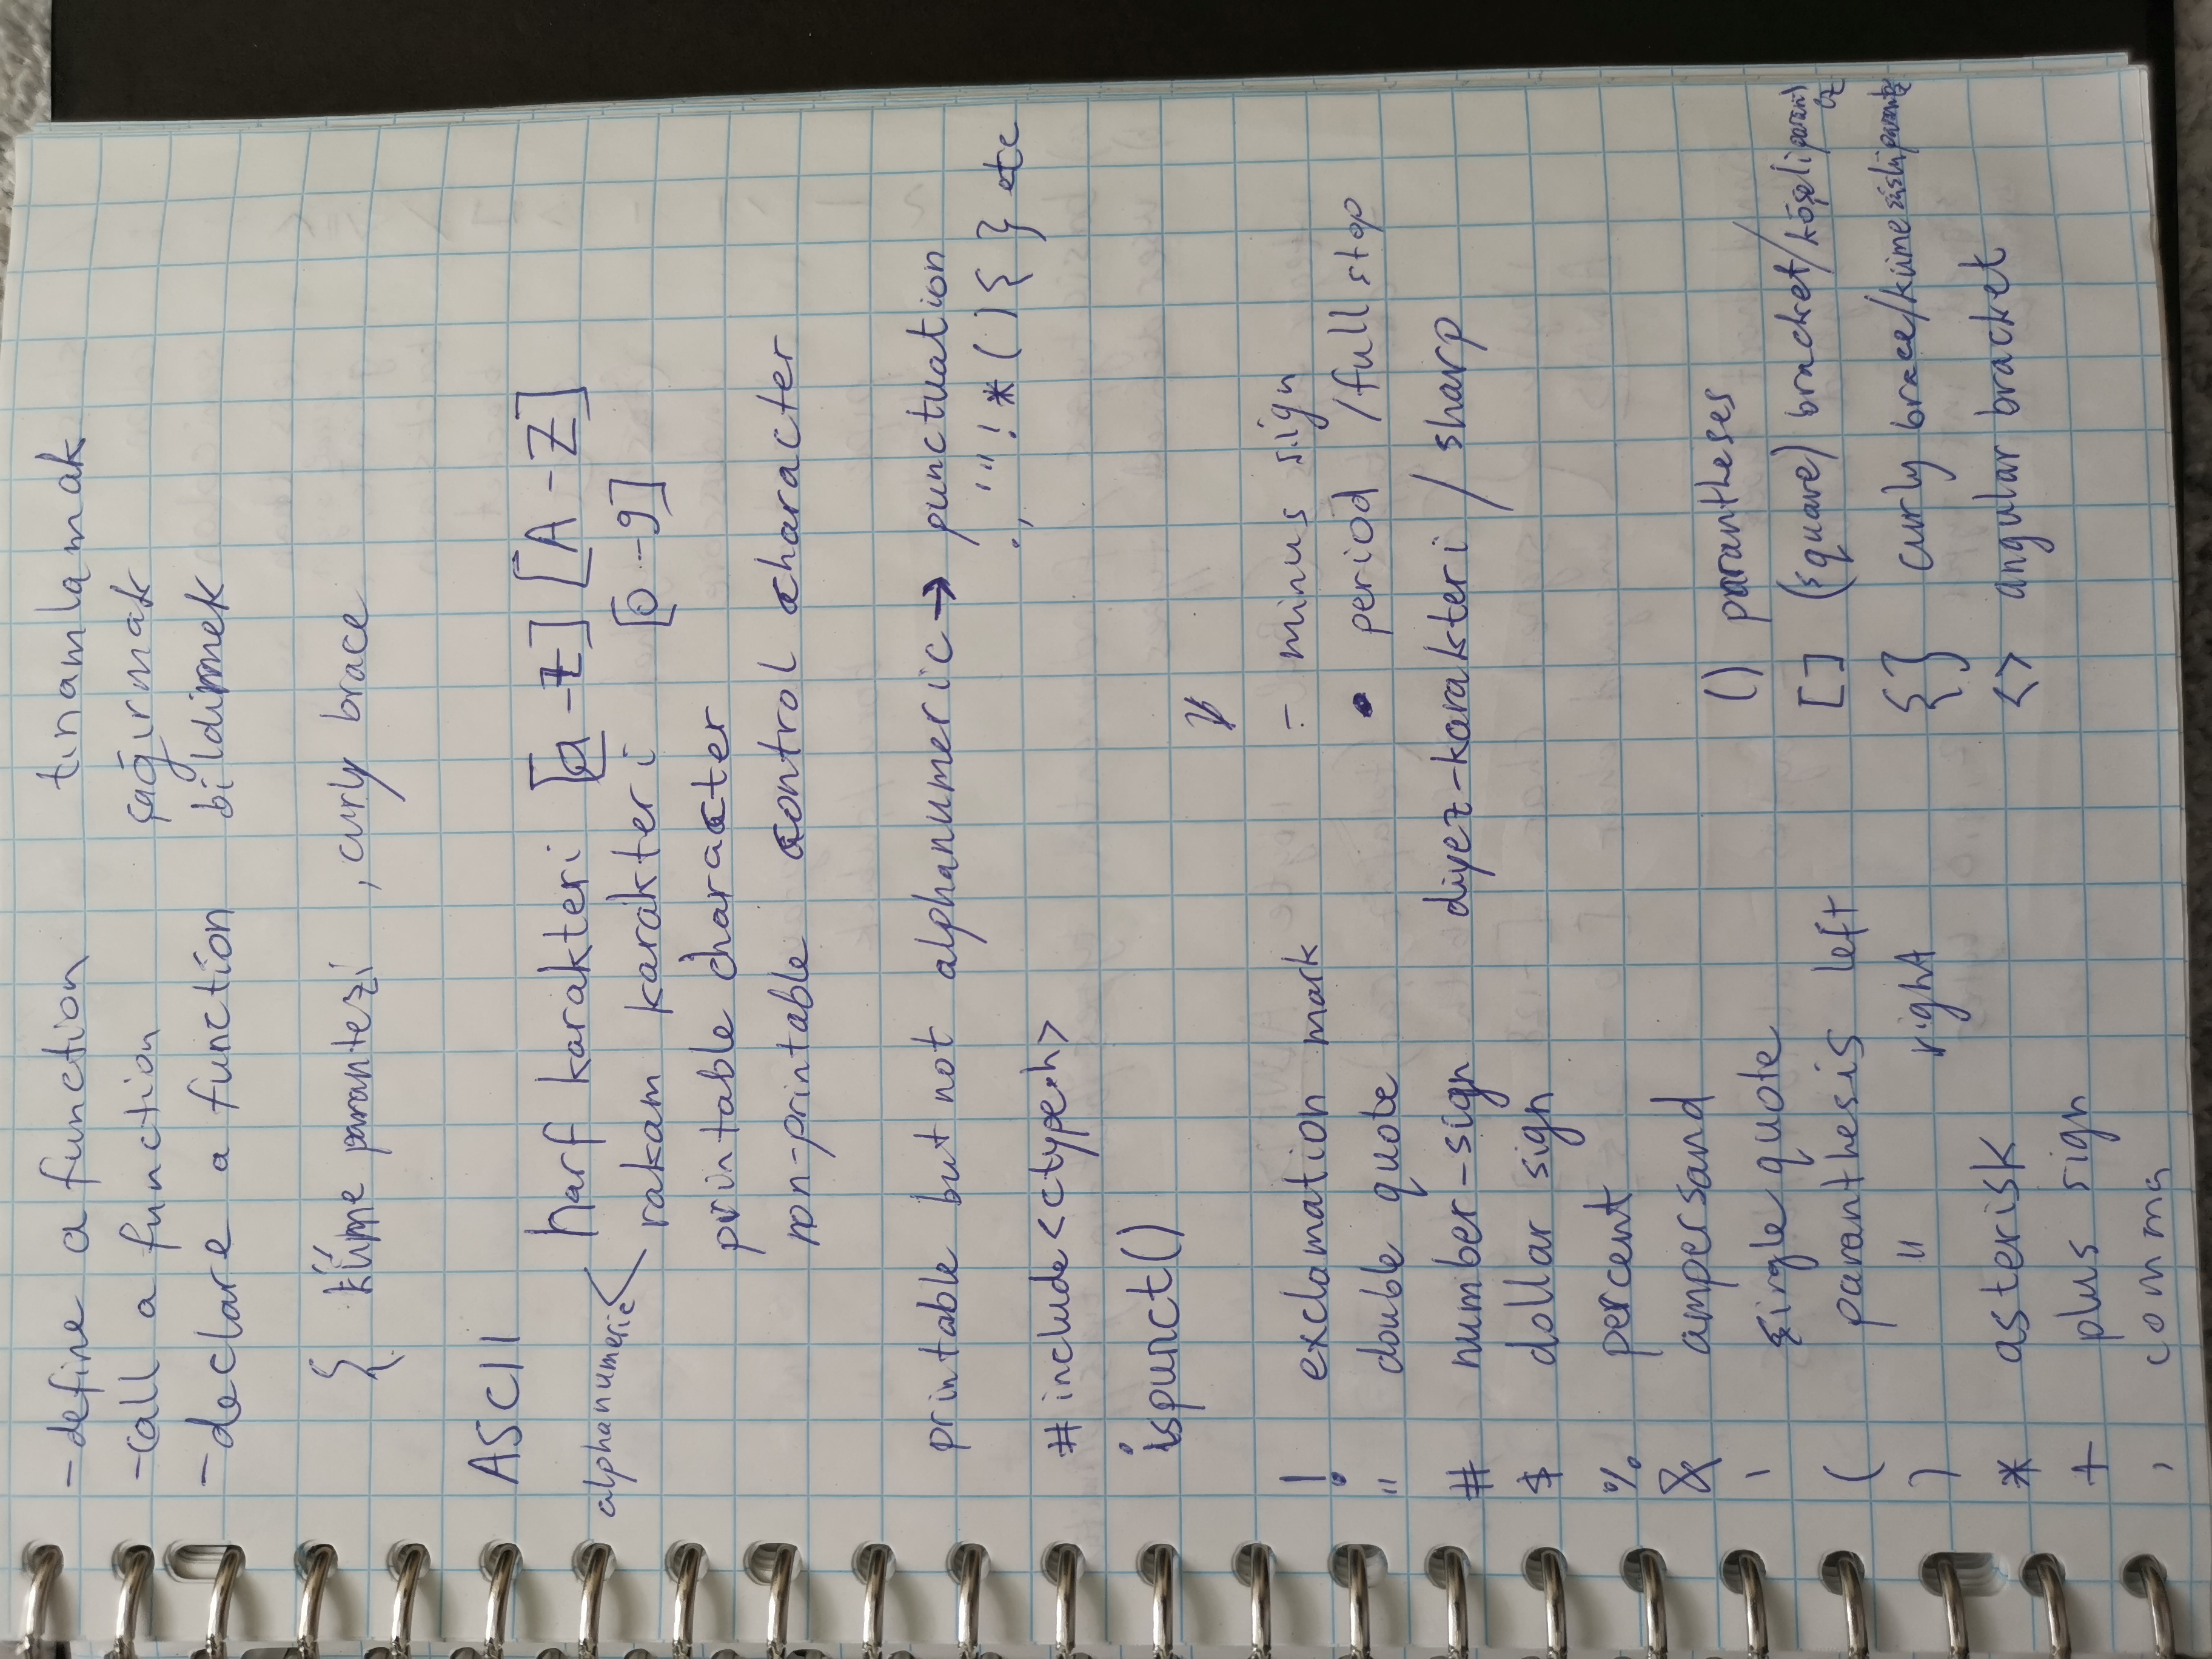 - define a function tınamlamak
- call a function çağırmak
- declare a function bildirmek
{ küme parantezi , curly brace
ASCII
harf karakteri [a-z] [A-Z]
alphanumeric <
rakam karakteri [0-9]
printable character
non-printable control character
printable but not alphanumeric → punctuation
., ' " ! * ( ) { } etc
#include <ctype.h>
ispunct()
! exclamation mark
" double quote
# number-sign diyez-karakteri / sharp
$ dollar sign
% percent
& ampersand
' single quote
( paranthesis left
) " right
* asterisk
+ plus sign
, comma
- minus sign
. period / full stop
() parantheses
[] (square) bracket / köşeli parantez
{} curly brace / küme süslü parantez
<> angular bracket